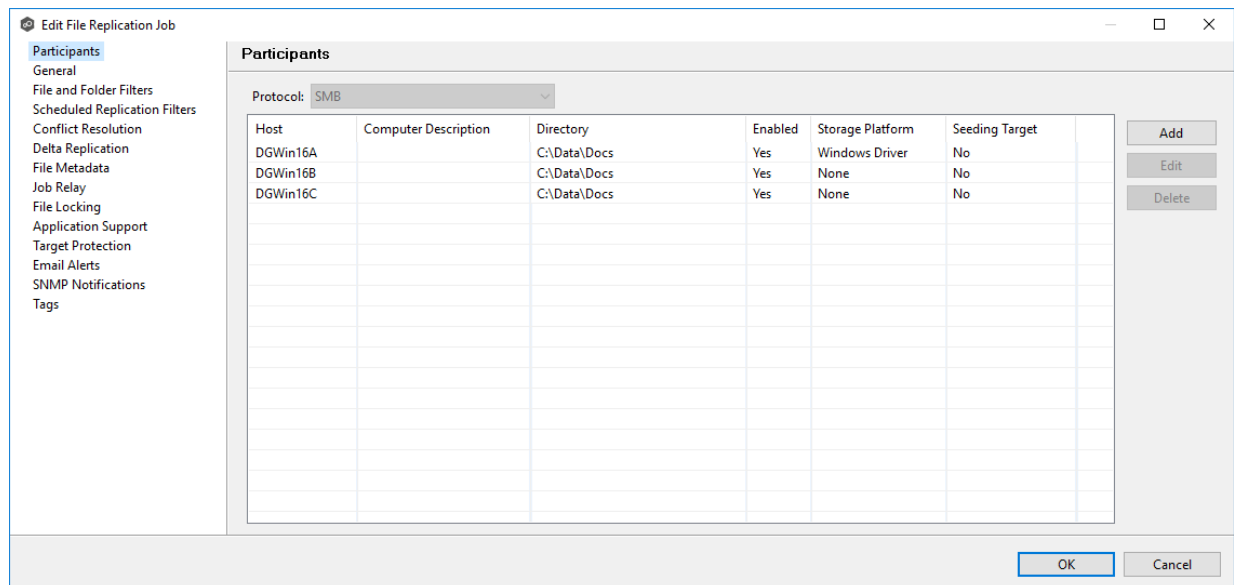 Edit File Replication Job
Participants
General
File and Folder Filters
Scheduled Replication Filters
Conflict Resolution
Delta Replication
File Metadata
Job Relay
File Locking
Application Support
Target Protection
Email Alerts
SNMP Notifications
Tags
Participants
Protocol: SMB
Host Computer Description Directory Enabled Storage Platform Seeding Target
DGWin16A C:\Data\Docs Yes Windows Driver No
DGWin16B C:\Data\Docs Yes None No
DGWin16C C:\Data\Docs Yes None No
Add
Edit
Delete
OK Cancel